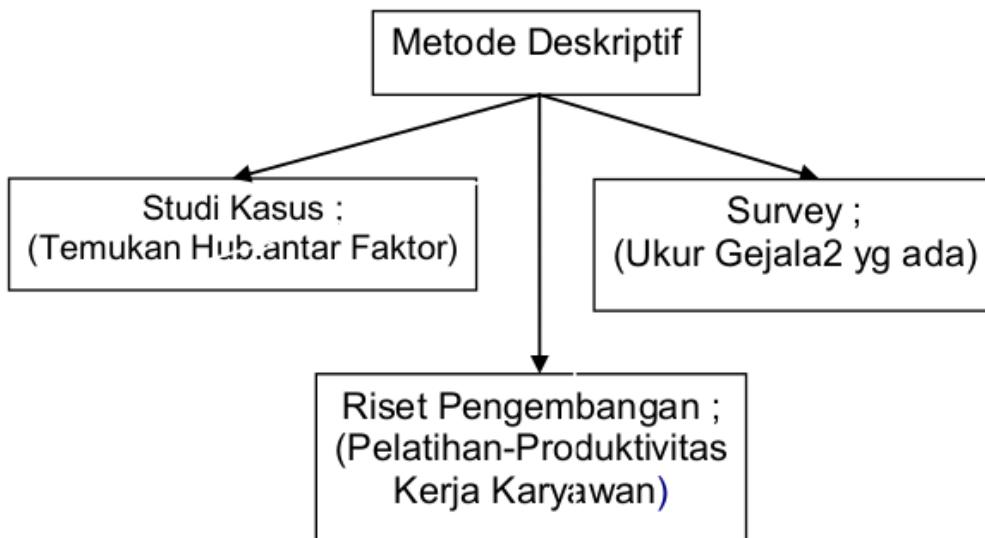 Metode Deskriptif
Studi Kasus ;
(Temukan Hub.antar Faktor)
Survey ;
(Ukur Gejala2 yg ada)
Riset Pengembangan ;
(Pelatihan-Produktivitas
Kerja Karyawan)